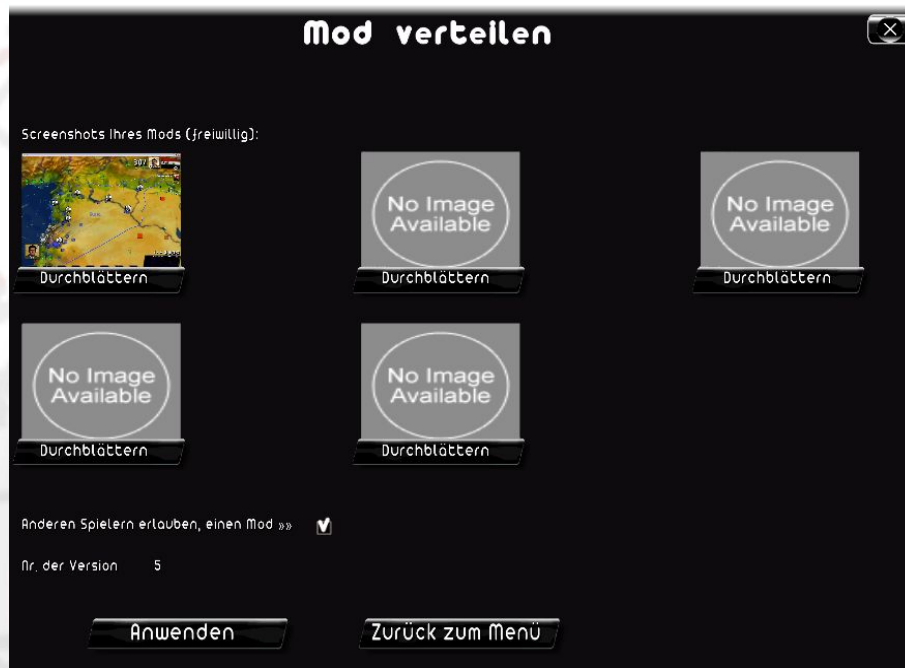 Mod verteilen
Screenshots Ihres Mods (freiwillig):
307
No Image
Available
No Image
Available
Durchblättern
Durchblättern
Durchblättern
No Image
Available
No Image
Available
Durchblättern
Durchblättern
Anderen Spielern erlauben, einen Mod »»
Nr. der Version 5
Anwenden
Zurück zum Menü